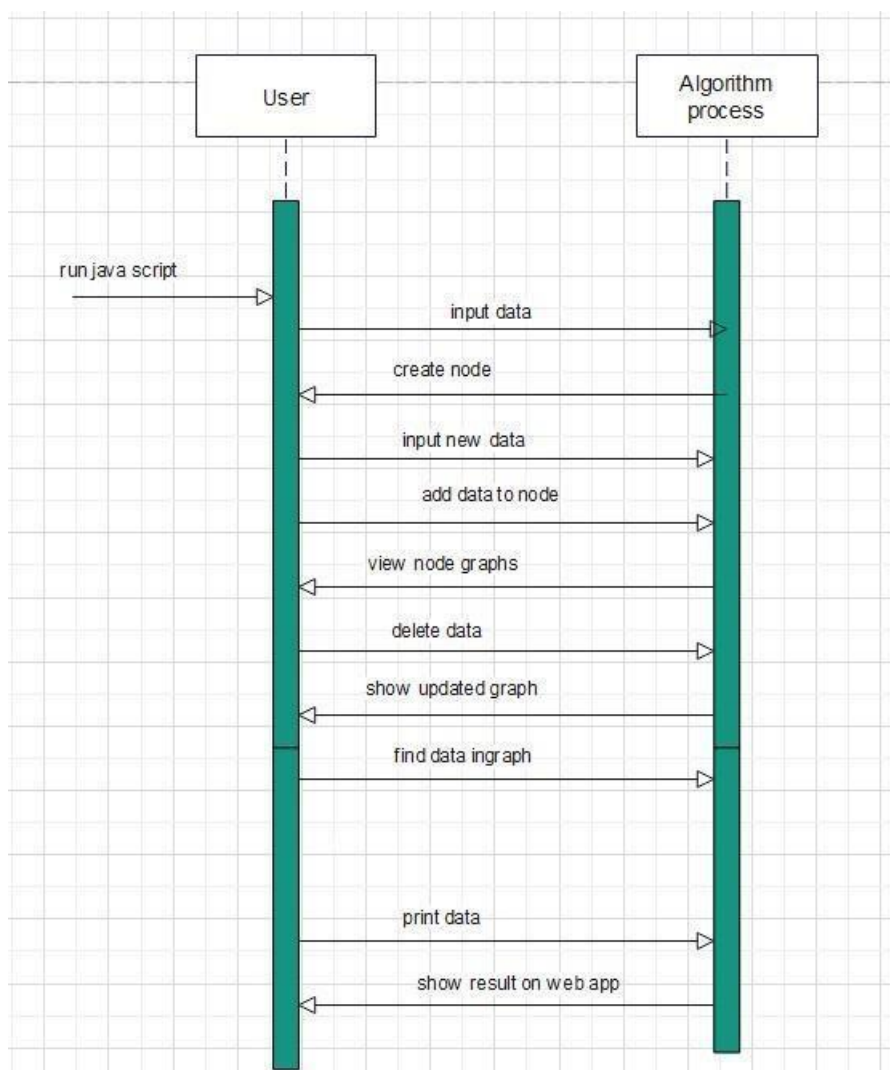 User
Algorithm
process
run java script
input data
create node
input new data
add data to node
view node graphs
delete data
show updated graph
find data ingraph
print data
show result on web app